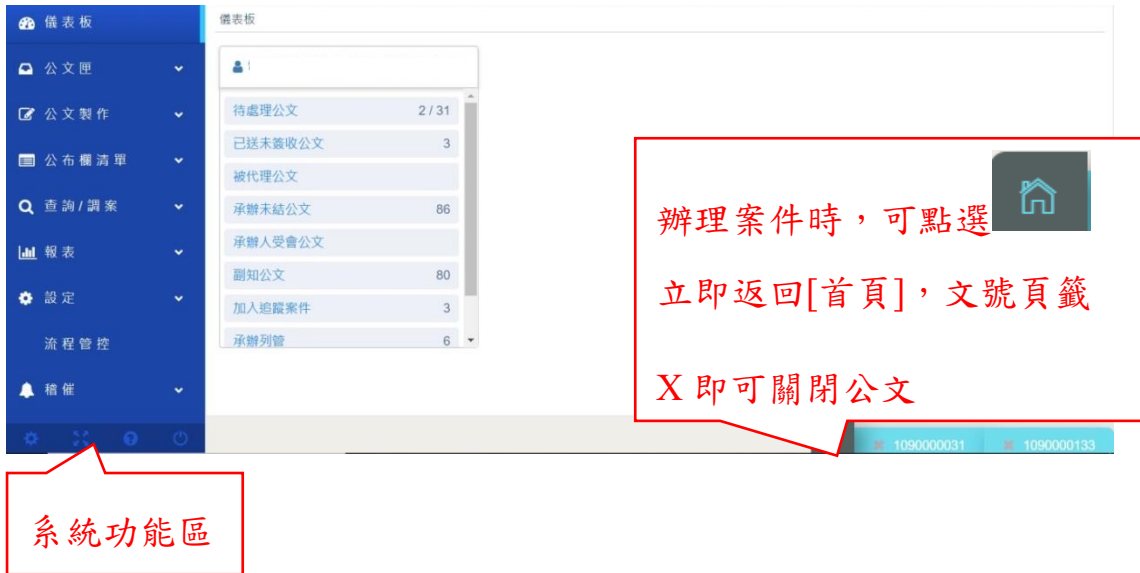 儀表板
公文匣
公文製作
公布欄清單
查詢/調案
報表
設定
流程管控
稽催
儀表板
待處理公文 2 / 31
已送未簽收公文 3
被代理公文
承辦未結公文 86
承辦人受會公文
副知公文 80
加入追蹤案件 3
承辦列管 6
辦理案件時，可點選
立即返回[首頁]，文號頁籤
X 即可關閉公文
1090000031 1090000133
系統功能區